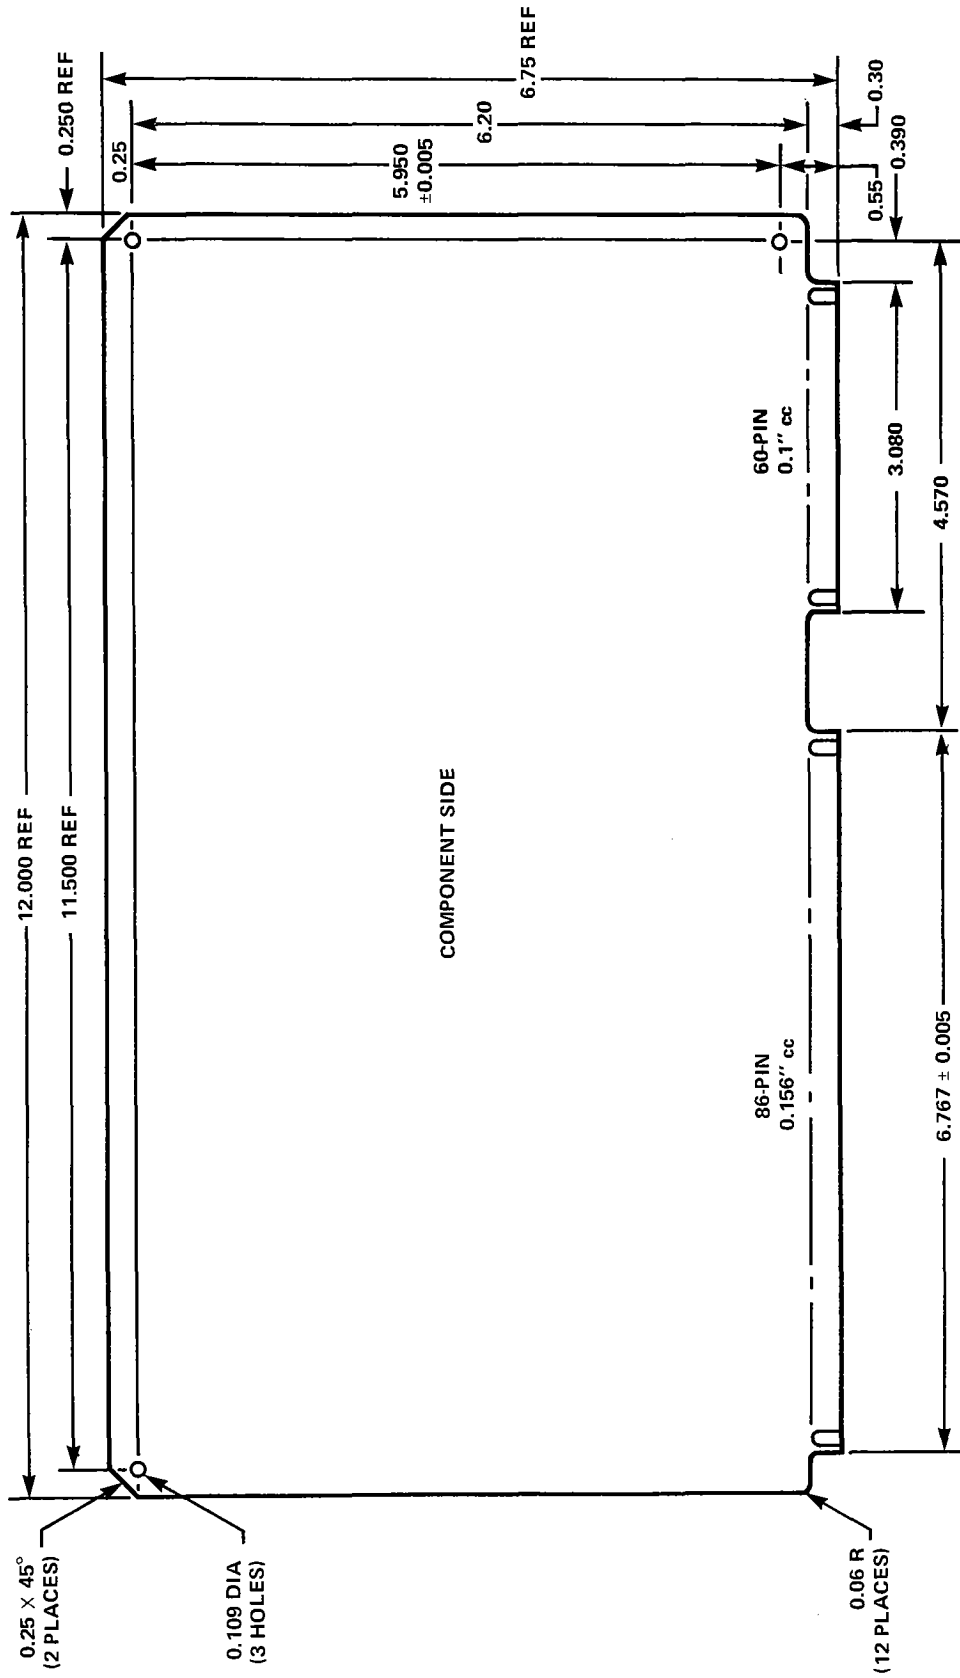 12.000 REF
11.500 REF
0.250 REF
0.25
6.75 REF
6.20
5.950
±0.005
0.30
0.55
0.390
0.25 × 45°
(2 PLACES)
0.109 DIA
(3 HOLES)
COMPONENT SIDE
86-PIN
0.156″ cc
60-PIN
0.1″ cc
3.080
4.570
6.767 ± 0.005
0.06 R
(12 PLACES)